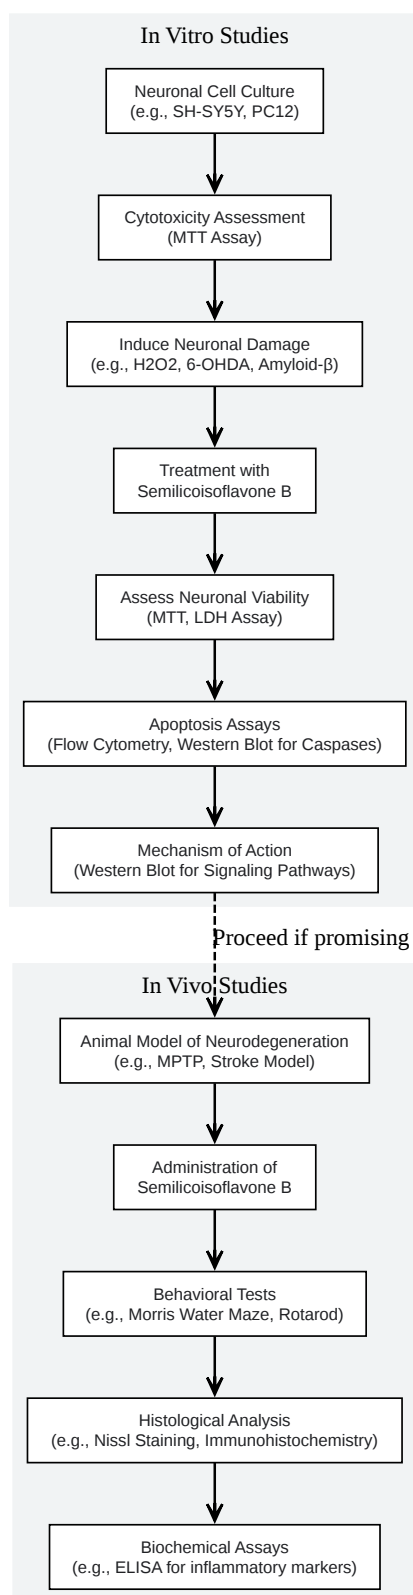 In Vitro Studies
Neuronal Cell Culture
(e.g., SH-SY5Y, PC12)
Cytotoxicity Assessment
(MTT Assay)
Induce Neuronal Damage
(e.g., H2O2, 6-OHDA, Amyloid-β)
Treatment with
Semilicoisoflavone B
Assess Neuronal Viability
(MTT, LDH Assay)
Apoptosis Assays
(Flow Cytometry, Western Blot for Caspases)
Mechanism of Action
(Western Blot for Signaling Pathways)
Proceed if promising
In Vivo Studies
Animal Model of Neurodegeneration
(e.g., MPTP, Stroke Model)
Administration of
Semilicoisoflavone B
Behavioral Tests
(e.g., Morris Water Maze, Rotarod)
Histological Analysis
(e.g., Nissl Staining, Immunohistochemistry)
Biochemical Assays
(e.g., ELISA for inflammatory markers)